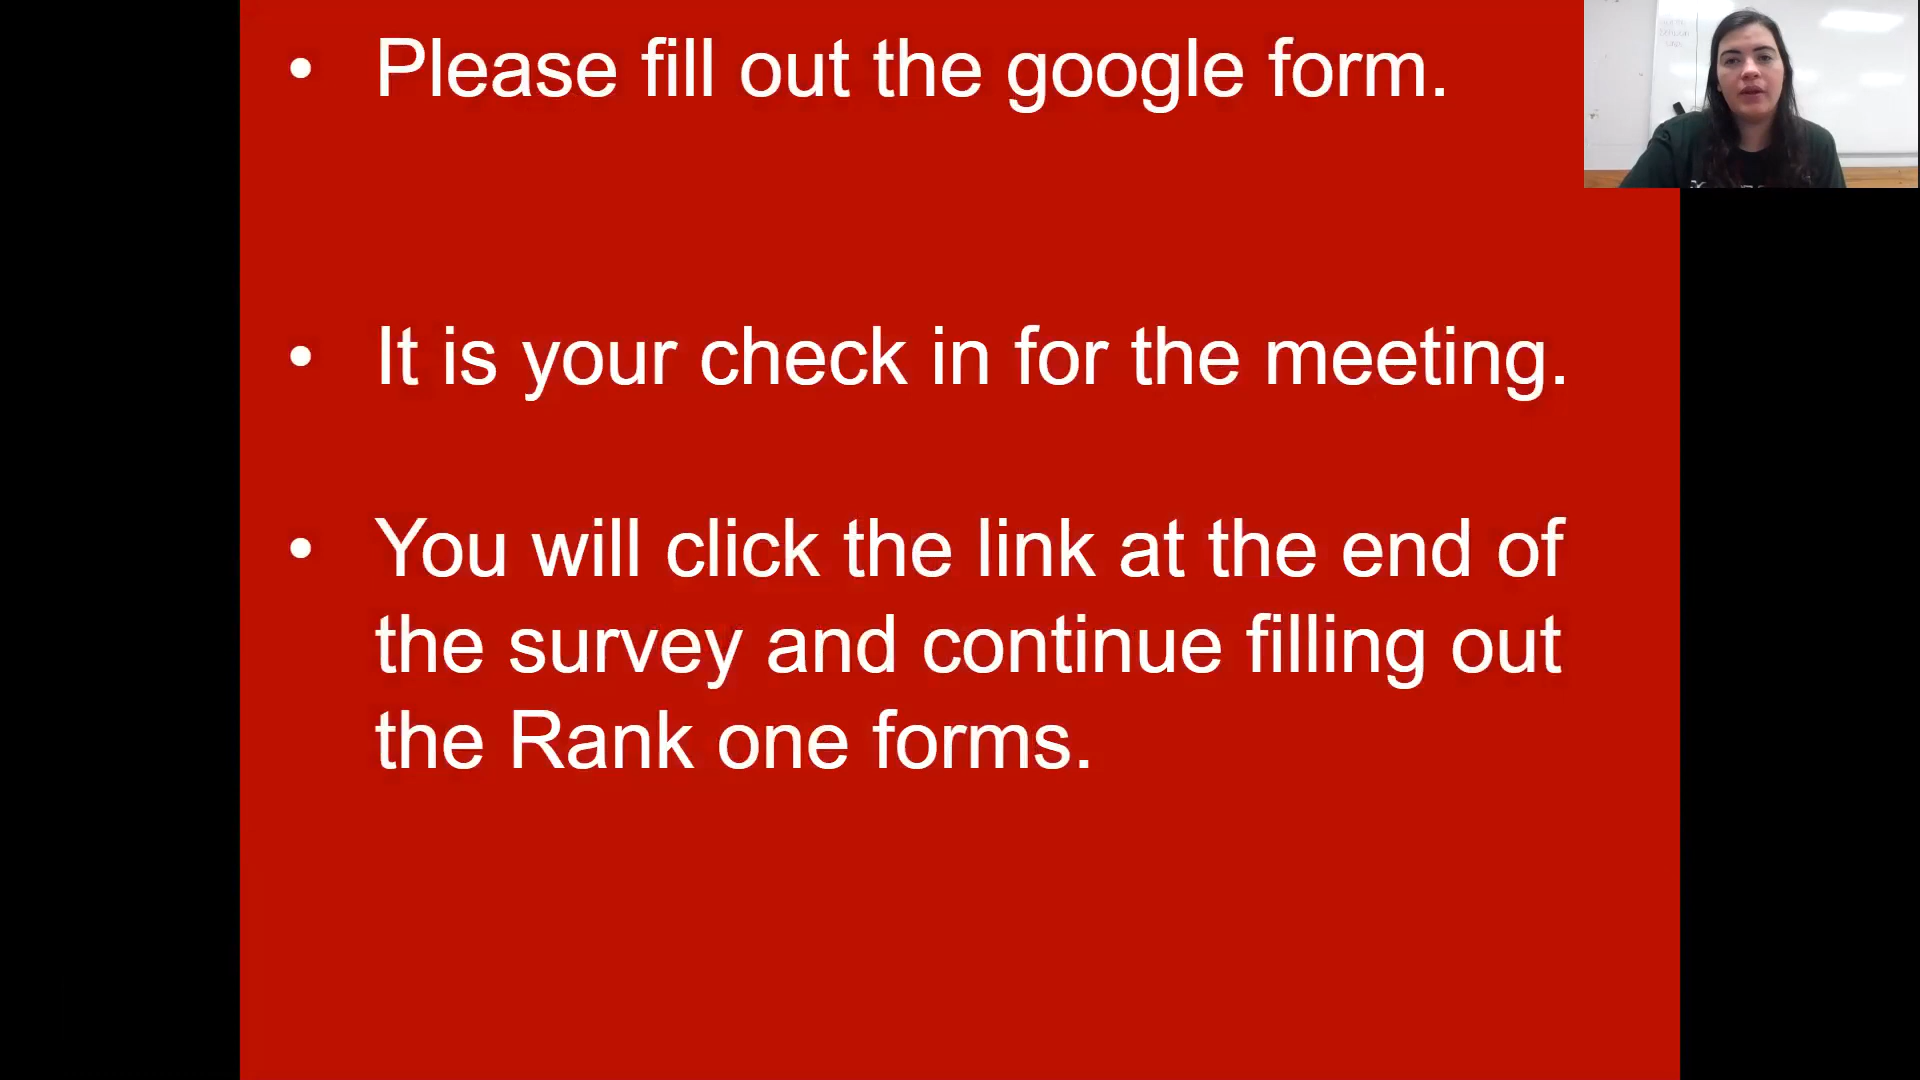 • Please fill out the google form.
• It is your check in for the meeting.
• You will click the link at the end of
the survey and continue filling out
the Rank one forms.